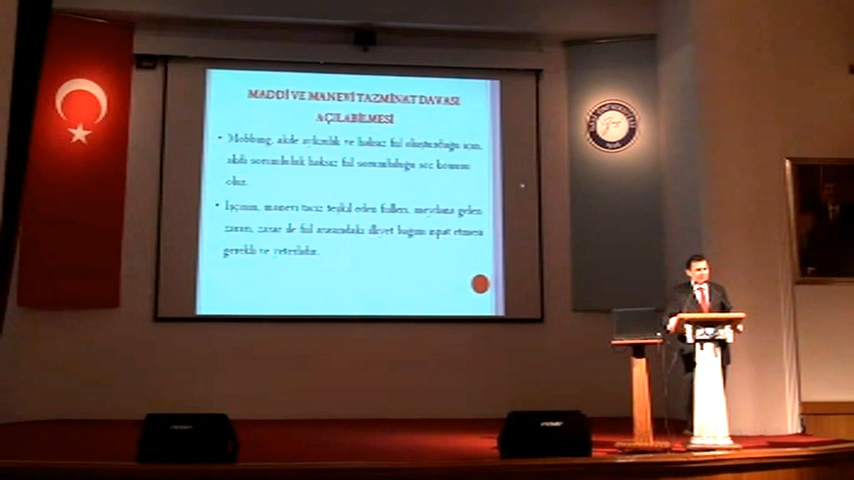 MADDİ VE MANEVİ TAZMİNAT DAVASI
AÇILABİLMESİ
• Mobbing, akde aykırılık ve haksız fiil oluşturduğu için,
akdi sorumluluk haksız fiil sorumluluğu söz konusu
olur.
• İşçinin, manevi taciz teşkil eden fiilleri, meydana gelen
zararı, zarar ile fiil arasındaki illiyet bağını ispat etmesi
gerekli ve yeterlidir.